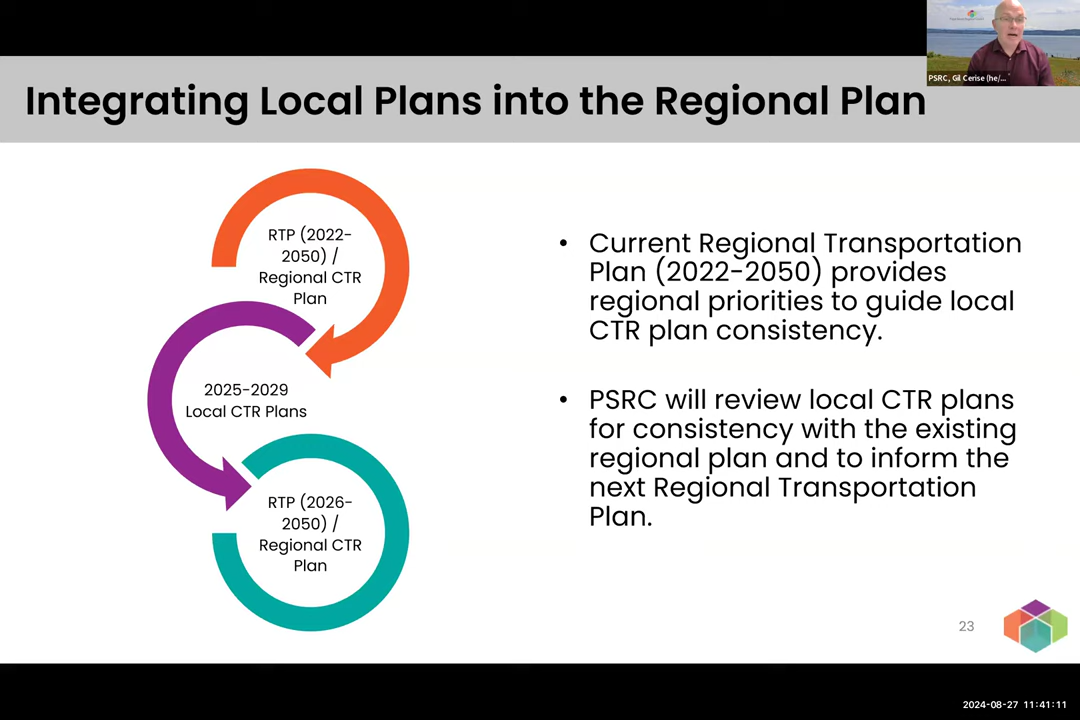 PSRC, Gil Cerise (he/...
Integrating Local Plans into the Regional Plan
RTP (2022-
2050) /
Regional CTR
Plan
2025-2029
Local CTR Plans
RTP (2026-
2050) /
Regional CTR
Plan
• Current Regional Transportation
Plan (2022-2050) provides
regional priorities to guide local
CTR plan consistency.
• PSRC will review local CTR plans
for consistency with the existing
regional plan and to inform the
next Regional Transportation
Plan.
23
2024-08-27 11:41:11